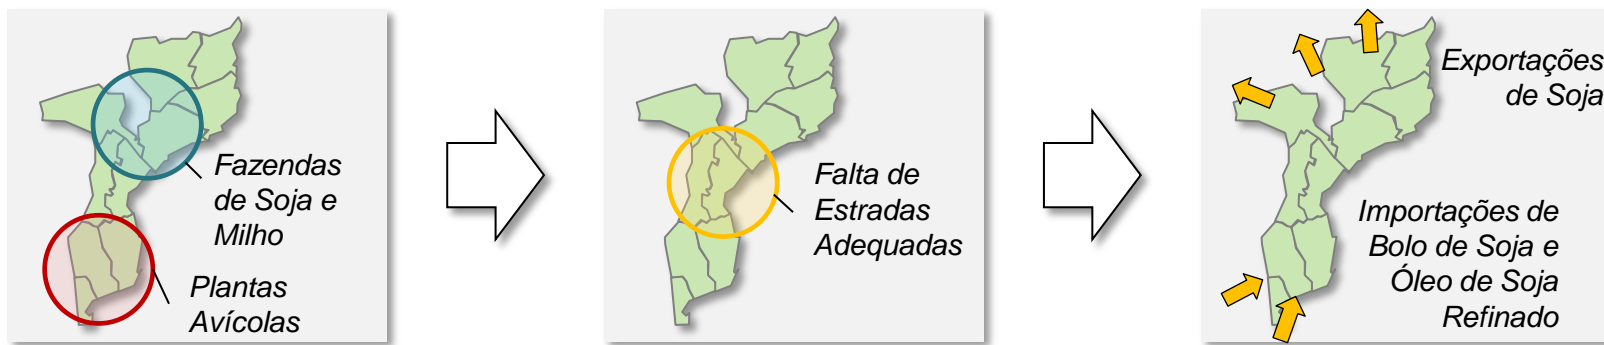 Fazendas
de Soja e
Milho
Plantas
Avícolas
Falta de
Estradas
Adequadas
Exportações
de Soja
Importações de
Bolo de Soja e
Óleo de Soja
Refinado